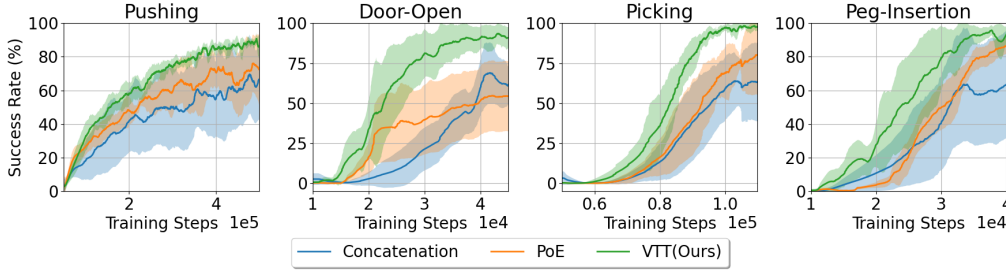 Pushing Door-Open Picking Peg-Insertion
Success Rate (%)
100 80 60 40 20 0
100 75 50 25 0
100 75 50 25 0
100 80 60 40 20 0
1 2 3 4
0.6 0.8 1.0
1 2 3 4
Training Steps 1e5 Training Steps 1e4 Training Steps 1e5 Training Steps 1e4
Concatenation PoE VTT(Ours)